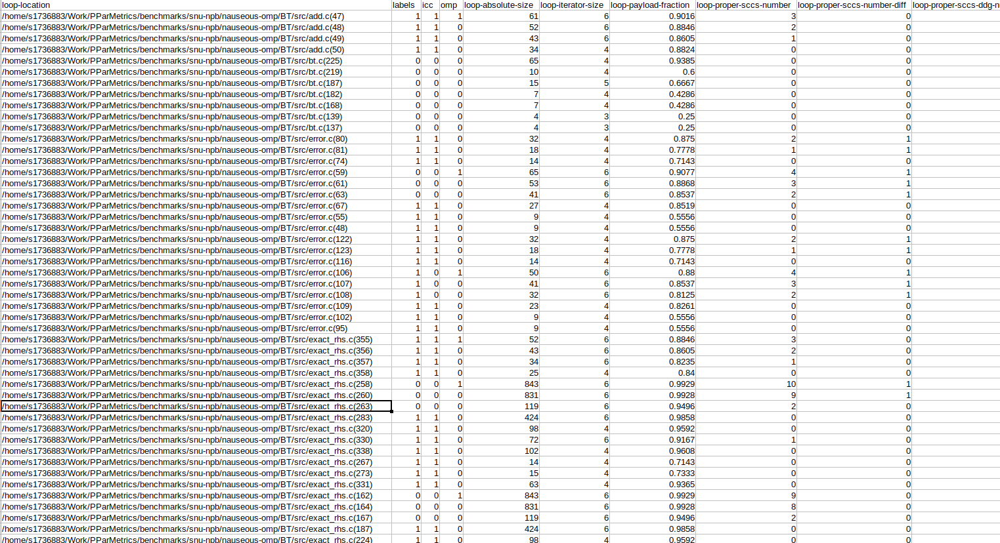 loop-location labels icc omp loop-absolute-size loop-iterator-size loop-payload-fraction loop-proper-sccs-number loop-proper-sccs-number-diff loop-proper-sccs-ddg-n
/home/s1736883/Work/PParMetrics/benchmarks/snu-npb/nauseous-omp/BT/src/add.c(47) 1 1 1 61 6 0.9016 3 0
/home/s1736883/Work/PParMetrics/benchmarks/snu-npb/nauseous-omp/BT/src/add.c(48) 1 1 0 52 6 0.8846 2 0
/home/s1736883/Work/PParMetrics/benchmarks/snu-npb/nauseous-omp/BT/src/add.c(49) 1 1 0 43 6 0.8605 1 0
/home/s1736883/Work/PParMetrics/benchmarks/snu-npb/nauseous-omp/BT/src/add.c(50) 1 1 0 34 4 0.8824 0 0
/home/s1736883/Work/PParMetrics/benchmarks/snu-npb/nauseous-omp/BT/src/bt.c(225) 0 0 0 65 4 0.9385 0 0
/home/s1736883/Work/PParMetrics/benchmarks/snu-npb/nauseous-omp/BT/src/bt.c(219) 0 0 0 10 4 0.6 0 0
/home/s1736883/Work/PParMetrics/benchmarks/snu-npb/nauseous-omp/BT/src/bt.c(187) 0 0 0 15 5 0.6667 0 0
/home/s1736883/Work/PParMetrics/benchmarks/snu-npb/nauseous-omp/BT/src/bt.c(182) 0 0 0 7 4 0.4286 0 0
/home/s1736883/Work/PParMetrics/benchmarks/snu-npb/nauseous-omp/BT/src/bt.c(168) 0 0 0 7 4 0.4286 0 0
/home/s1736883/Work/PParMetrics/benchmarks/snu-npb/nauseous-omp/BT/src/bt.c(139) 0 0 0 4 3 0.25 0 0
/home/s1736883/Work/PParMetrics/benchmarks/snu-npb/nauseous-omp/BT/src/bt.c(137) 0 0 0 4 3 0.25 0 0
/home/s1736883/Work/PParMetrics/benchmarks/snu-npb/nauseous-omp/BT/src/error.c(80) 1 1 0 32 4 0.875 2 1
/home/s1736883/Work/PParMetrics/benchmarks/snu-npb/nauseous-omp/BT/src/error.c(81) 1 1 0 18 4 0.7778 1 1
/home/s1736883/Work/PParMetrics/benchmarks/snu-npb/nauseous-omp/BT/src/error.c(74) 1 1 0 14 4 0.7143 0 0
/home/s1736883/Work/PParMetrics/benchmarks/snu-npb/nauseous-omp/BT/src/error.c(59) 0 0 1 65 6 0.9077 4 1
/home/s1736883/Work/PParMetrics/benchmarks/snu-npb/nauseous-omp/BT/src/error.c(61) 0 0 0 53 6 0.8868 3 1
/home/s1736883/Work/PParMetrics/benchmarks/snu-npb/nauseous-omp/BT/src/error.c(63) 0 0 0 41 6 0.8537 2 1
/home/s1736883/Work/PParMetrics/benchmarks/snu-npb/nauseous-omp/BT/src/error.c(67) 1 1 0 27 4 0.8519 0 0
/home/s1736883/Work/PParMetrics/benchmarks/snu-npb/nauseous-omp/BT/src/error.c(55) 1 1 0 9 4 0.5556 0 0
/home/s1736883/Work/PParMetrics/benchmarks/snu-npb/nauseous-omp/BT/src/error.c(48) 1 1 0 9 4 0.5556 0 0
/home/s1736883/Work/PParMetrics/benchmarks/snu-npb/nauseous-omp/BT/src/error.c(122) 1 1 0 32 4 0.875 2 1
/home/s1736883/Work/PParMetrics/benchmarks/snu-npb/nauseous-omp/BT/src/error.c(123) 1 1 0 18 4 0.7778 1 1
/home/s1736883/Work/PParMetrics/benchmarks/snu-npb/nauseous-omp/BT/src/error.c(116) 1 1 0 14 4 0.7143 0 0
/home/s1736883/Work/PParMetrics/benchmarks/snu-npb/nauseous-omp/BT/src/error.c(106) 1 0 1 50 6 0.88 4 1
/home/s1736883/Work/PParMetrics/benchmarks/snu-npb/nauseous-omp/BT/src/error.c(107) 1 0 0 41 6 0.8537 3 1
/home/s1736883/Work/PParMetrics/benchmarks/snu-npb/nauseous-omp/BT/src/error.c(108) 1 0 0 32 6 0.8125 2 1
/home/s1736883/Work/PParMetrics/benchmarks/snu-npb/nauseous-omp/BT/src/error.c(109) 1 1 0 23 4 0.8261 0 0
/home/s1736883/Work/PParMetrics/benchmarks/snu-npb/nauseous-omp/BT/src/error.c(102) 1 1 0 9 4 0.5556 0 0
/home/s1736883/Work/PParMetrics/benchmarks/snu-npb/nauseous-omp/BT/src/error.c(95) 1 1 0 9 4 0.5556 0 0
/home/s1736883/Work/PParMetrics/benchmarks/snu-npb/nauseous-omp/BT/src/exact_rhs.c(355) 1 1 1 52 6 0.8846 3 0
/home/s1736883/Work/PParMetrics/benchmarks/snu-npb/nauseous-omp/BT/src/exact_rhs.c(356) 1 1 0 43 6 0.8605 2 0
/home/s1736883/Work/PParMetrics/benchmarks/snu-npb/nauseous-omp/BT/src/exact_rhs.c(357) 1 1 0 34 6 0.8235 1 0
/home/s1736883/Work/PParMetrics/benchmarks/snu-npb/nauseous-omp/BT/src/exact_rhs.c(358) 1 1 0 25 4 0.84 0 0
/home/s1736883/Work/PParMetrics/benchmarks/snu-npb/nauseous-omp/BT/src/exact_rhs.c(258) 0 0 1 843 6 0.9929 10 1
/home/s1736883/Work/PParMetrics/benchmarks/snu-npb/nauseous-omp/BT/src/exact_rhs.c(260) 0 0 0 831 6 0.9928 9 1
/home/s1736883/Work/PParMetrics/benchmarks/snu-npb/nauseous-omp/BT/src/exact_rhs.c(263) 0 0 0 119 6 0.9496 2 0
/home/s1736883/Work/PParMetrics/benchmarks/snu-npb/nauseous-omp/BT/src/exact_rhs.c(283) 1 1 0 424 6 0.9858 0 0
/home/s1736883/Work/PParMetrics/benchmarks/snu-npb/nauseous-omp/BT/src/exact_rhs.c(320) 1 1 0 98 4 0.9592 0 0
/home/s1736883/Work/PParMetrics/benchmarks/snu-npb/nauseous-omp/BT/src/exact_rhs.c(330) 1 1 0 72 6 0.9167 1 0
/home/s1736883/Work/PParMetrics/benchmarks/snu-npb/nauseous-omp/BT/src/exact_rhs.c(338) 1 1 0 102 4 0.9608 0 0
/home/s1736883/Work/PParMetrics/benchmarks/snu-npb/nauseous-omp/BT/src/exact_rhs.c(267) 1 1 0 14 4 0.7143 0 0
/home/s1736883/Work/PParMetrics/benchmarks/snu-npb/nauseous-omp/BT/src/exact_rhs.c(273) 1 1 0 15 4 0.7333 0 0
/home/s1736883/Work/PParMetrics/benchmarks/snu-npb/nauseous-omp/BT/src/exact_rhs.c(331) 1 1 0 63 4 0.9365 0 0
/home/s1736883/Work/PParMetrics/benchmarks/snu-npb/nauseous-omp/BT/src/exact_rhs.c(162) 0 0 1 843 6 0.9929 9 0
/home/s1736883/Work/PParMetrics/benchmarks/snu-npb/nauseous-omp/BT/src/exact_rhs.c(164) 0 0 0 831 6 0.9928 8 0
/home/s1736883/Work/PParMetrics/benchmarks/snu-npb/nauseous-omp/BT/src/exact_rhs.c(167) 0 0 0 119 6 0.9496 2 0
/home/s1736883/Work/PParMetrics/benchmarks/snu-npb/nauseous-omp/BT/src/exact_rhs.c(187) 1 1 0 424 6 0.9858 0 0
/home/s1736883/Work/PParMetrics/benchmarks/snu-npb/nauseous-omp/BT/src/exact_rhs.c(224) 1 1 0 98 4 0.9592 0 0